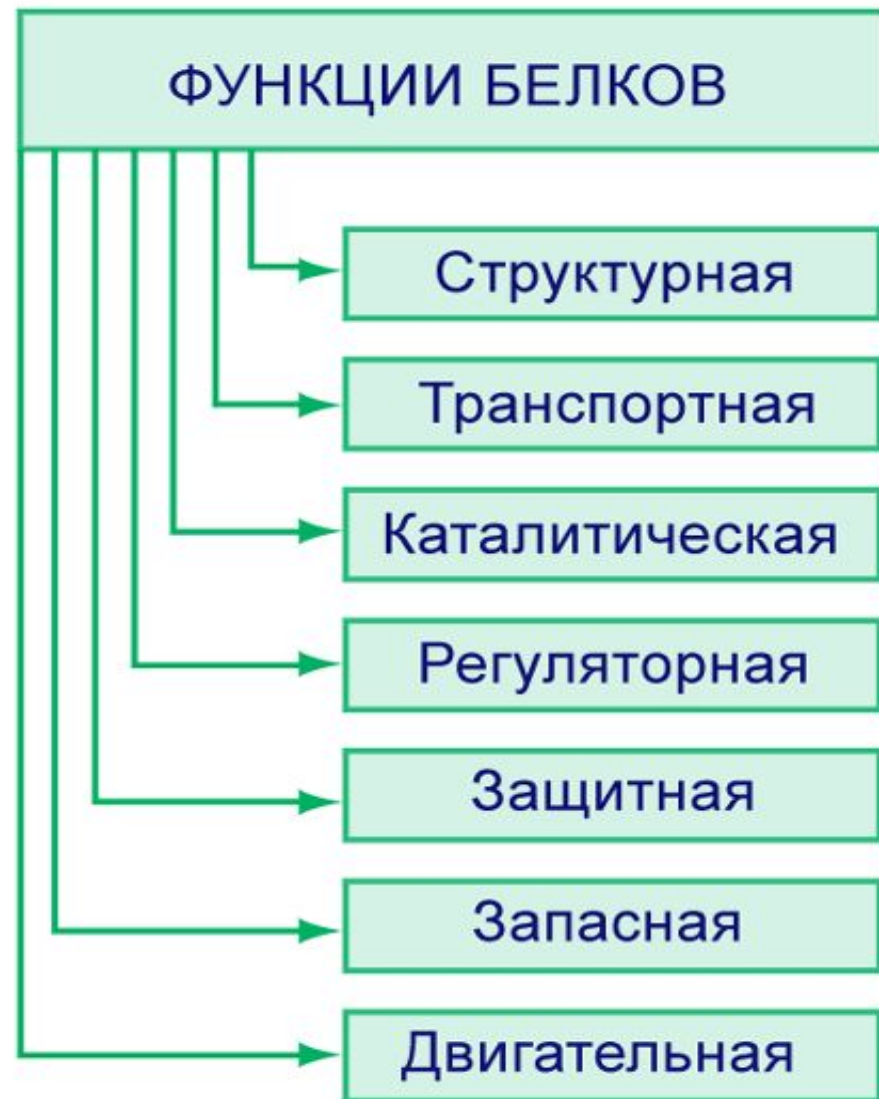 ФУНКЦИИ БЕЛКОВ
Структурная
Транспортная
Каталитическая
Регуляторная
Защитная
Запасная
Двигательная